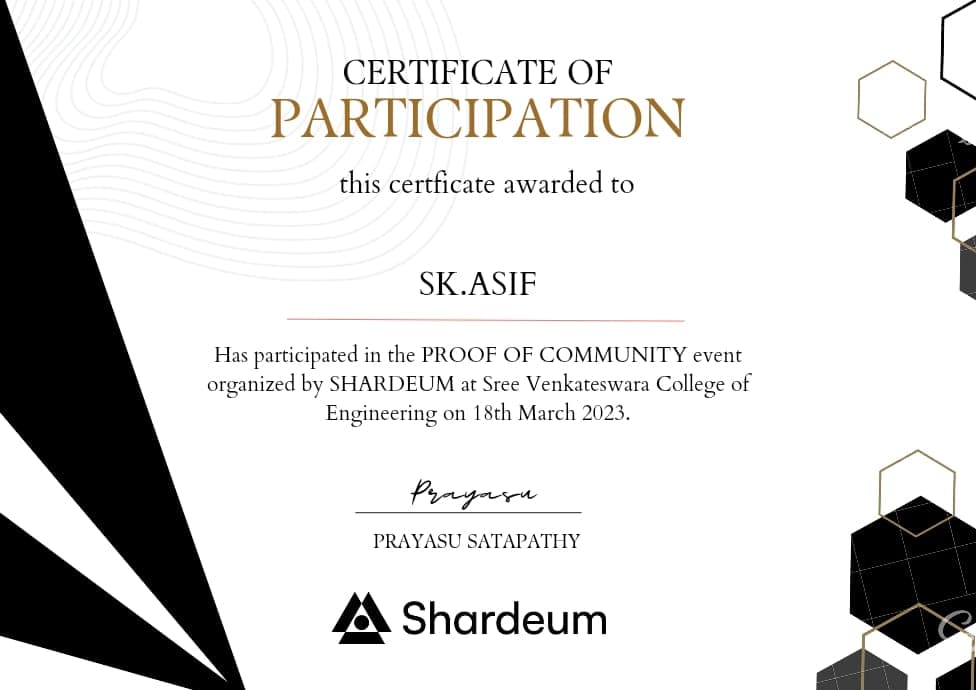 CERTIFICATE OF
PARTICIPATION
this certficate awarded to
SK.ASIF
Has participated in the PROOF OF COMMUNITY event
organized by SHARDEUM at Sree Venkateswara College of
Engineering on 18th March 2023.
Prayasu
PRAYASU SATAPATHY
Shardeum